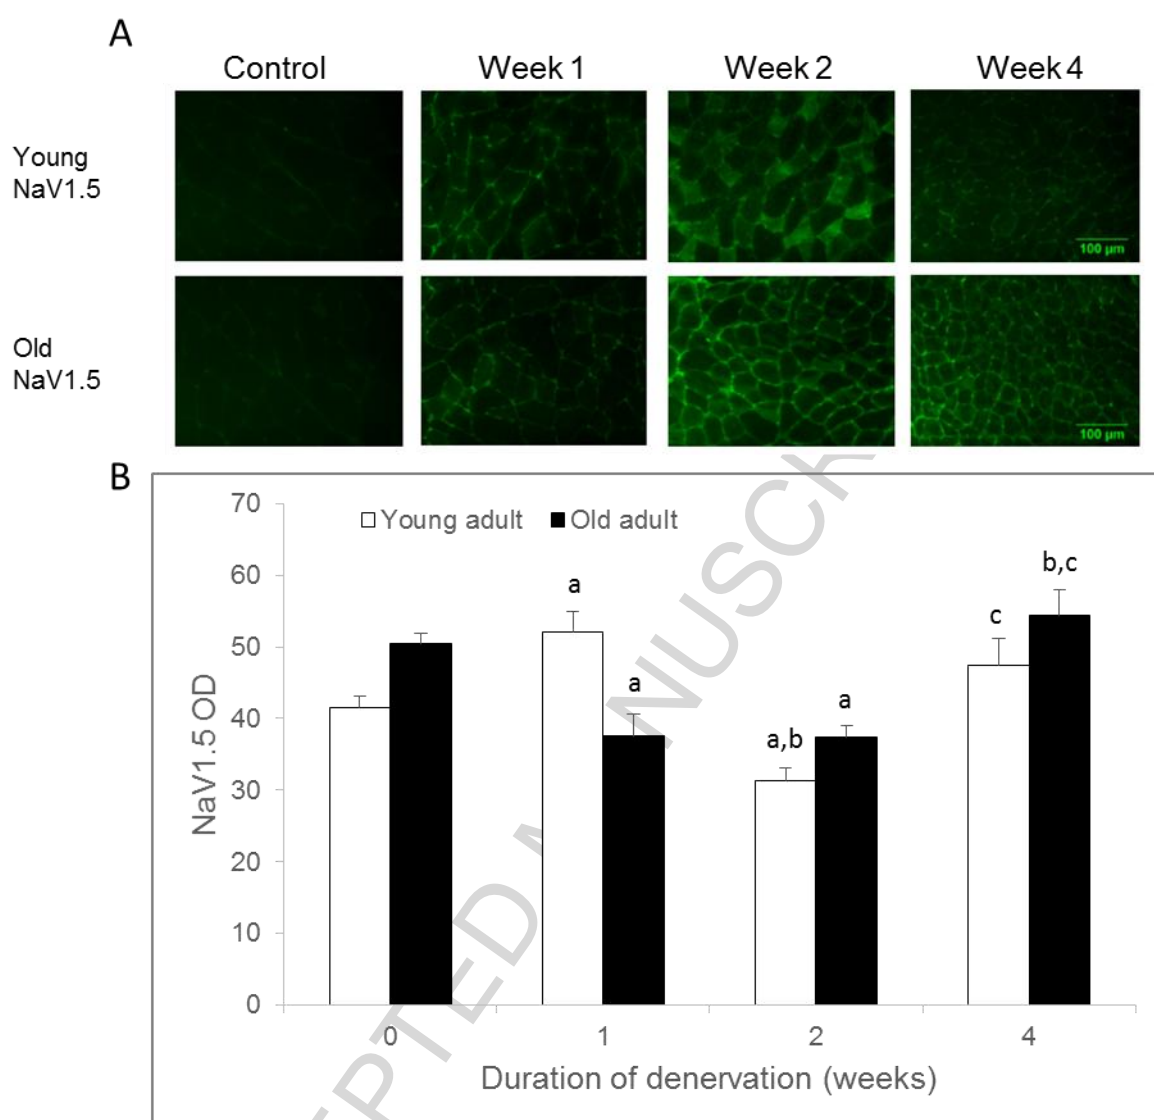 A
Control Week 1 Week 2 Week 4
Young
NaV1.5
100 µm
Old
NaV1.5
100 µm
B
70
Young adult Old adult
60
50
40
30
20
10
0
NaV1.5 OD
a
a
a,b
a
c
b,c
0 1 2 4
Duration of denervation (weeks)
PTED
NUSCR